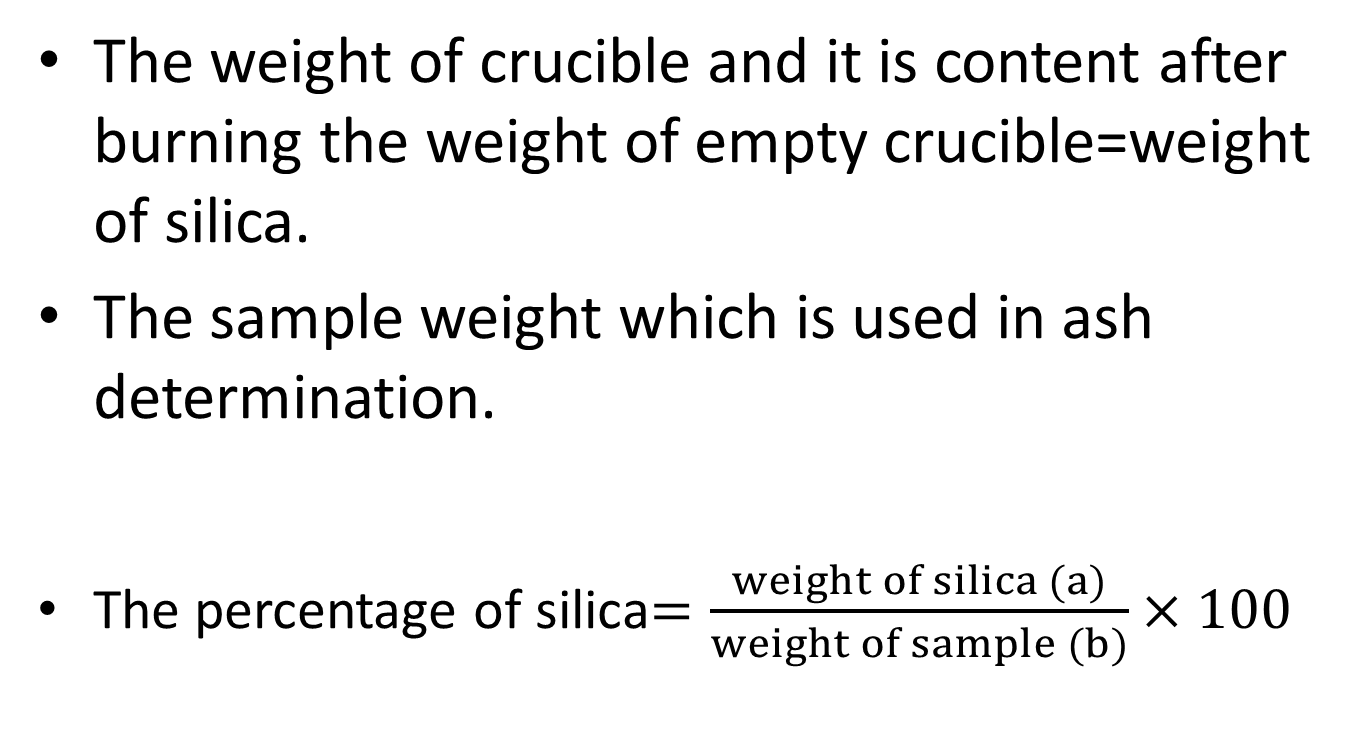 • The weight of crucible and it is content after
burning the weight of empty crucible=weight
of silica.
• The sample weight which is used in ash
determination.
• The percentage of silica= weight of silica (a) / weight of sample (b) × 100